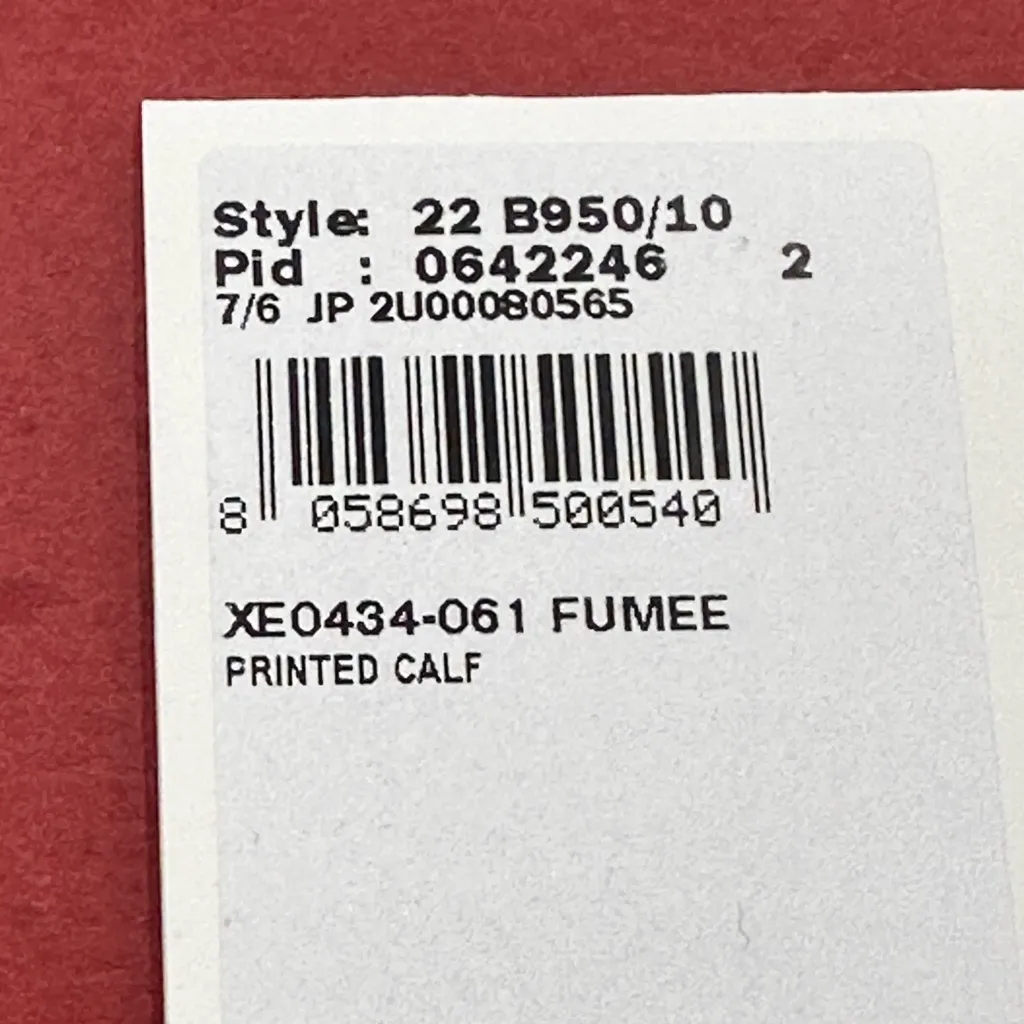 Style: 22 B950/10
Pid : 0642246 2
7/6 JP 2U00080565
8 058698 500540
XE0434-061 FUMEE
PRINTED CALF